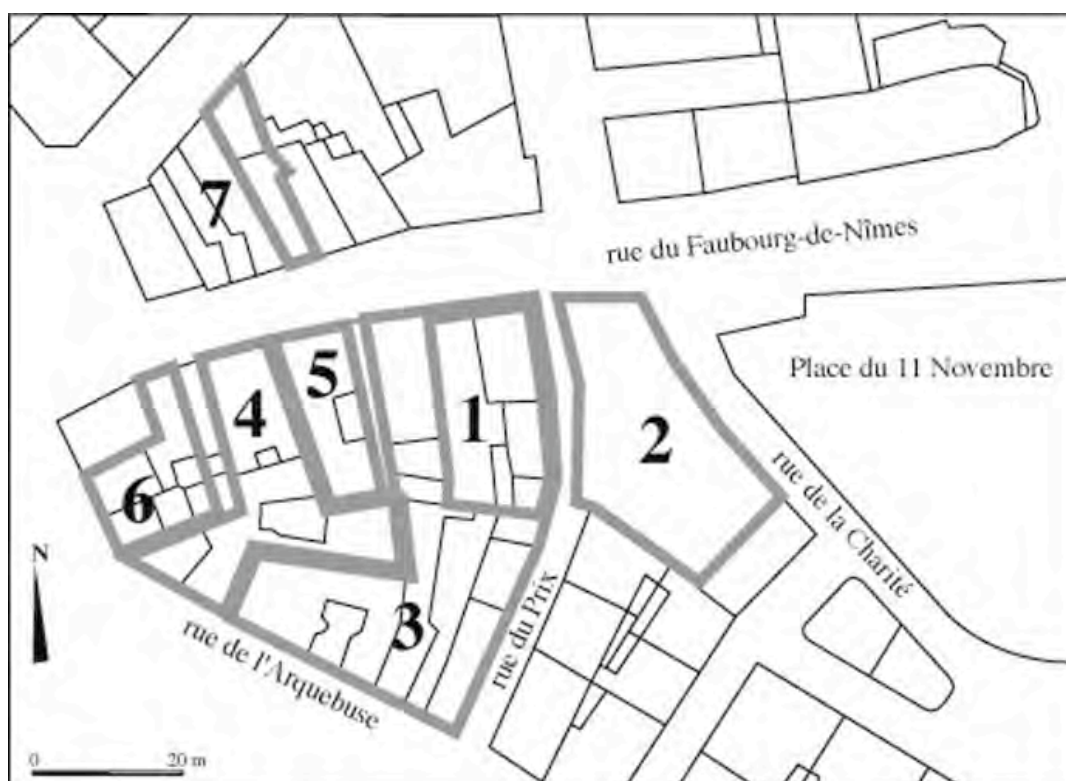 7
rue du Faubourg-de-Nîmes
Place du 11 Novembre
5
4
1
2
6
rue de la Charité
N
3
rue du Prix
rue de l'Arquebuse
0 20 m